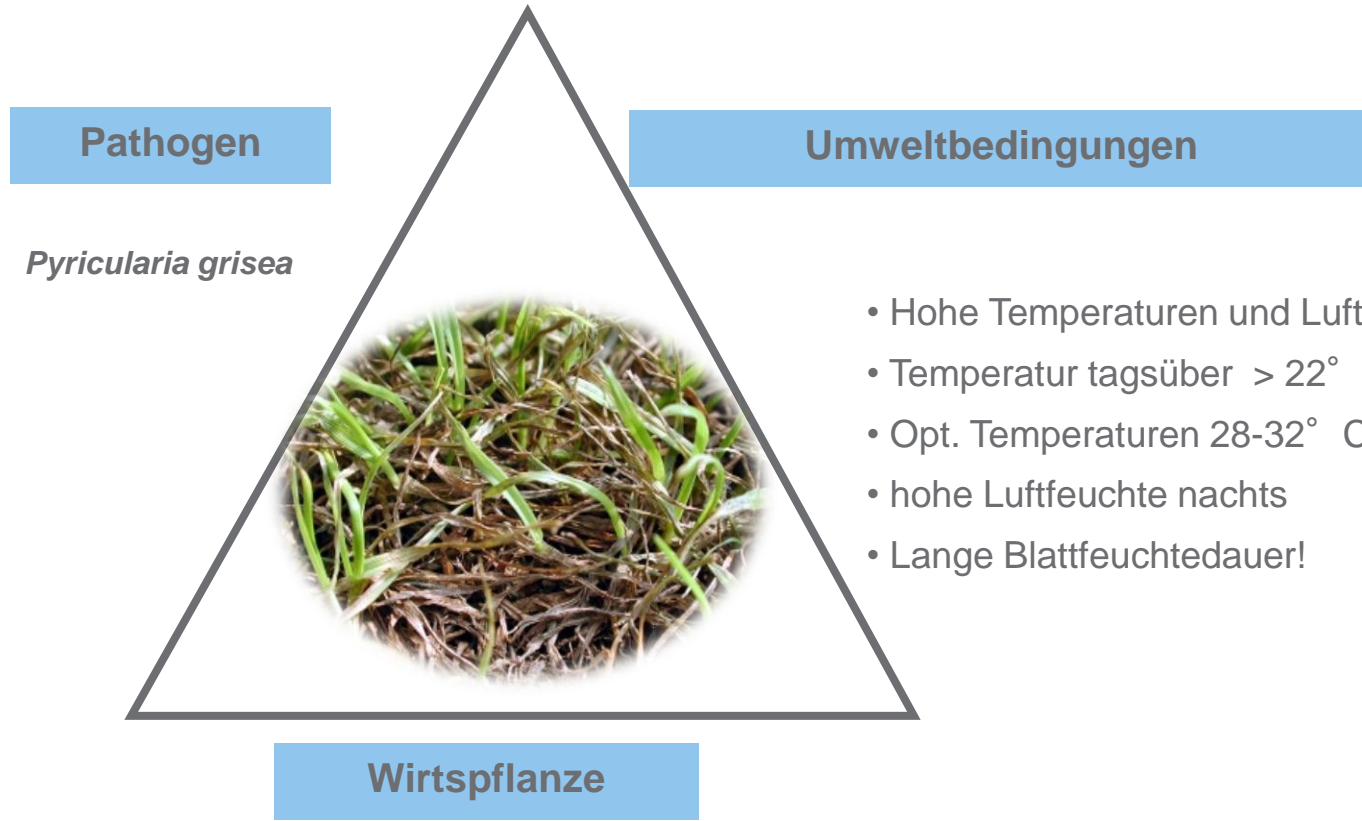 Pathogen
Umweltbedingungen
Pyricularia grisea
• Hohe Temperaturen und Luft
• Temperatur tagsüber > 22°
• Opt. Temperaturen 28-32° C
• hohe Luftfeuchte nachts
• Lange Blattfeuchtedauer!
Wirtspflanze